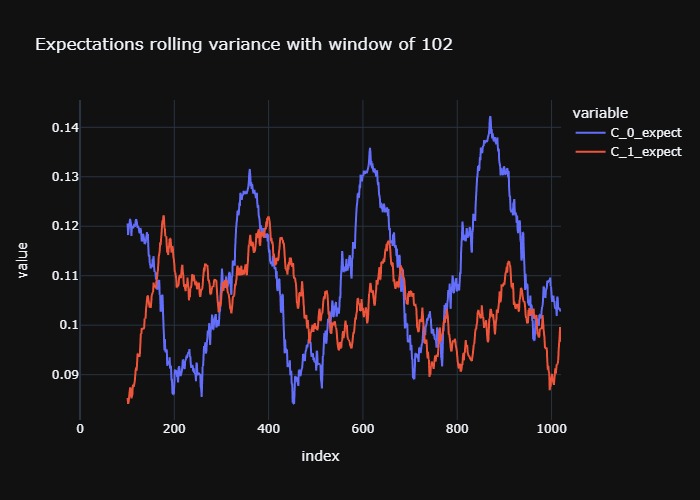 Expectations rolling variance with window of 102
variable
C_0_expect
C_1_expect
0.14
0.13
0.12
0.11
0.1
0.09
value
0 200 400 600 800 1000
index